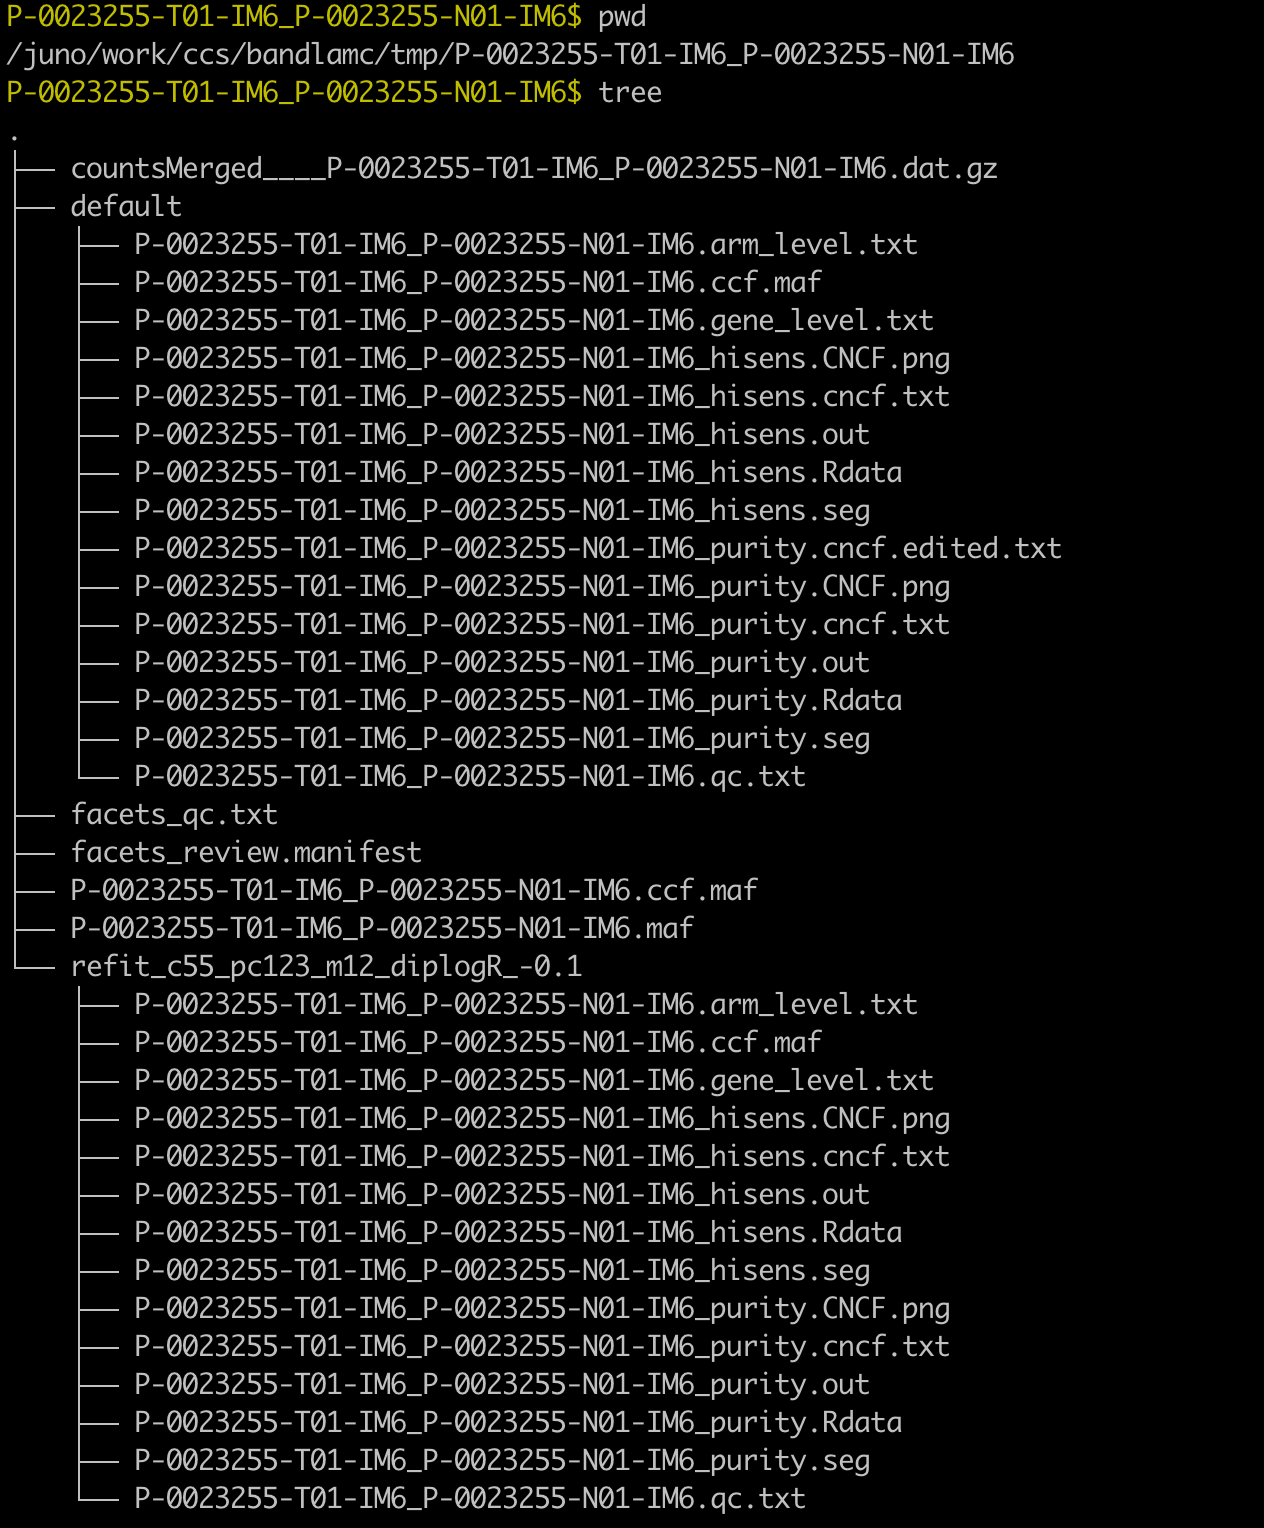 P-0023255-T01-IM6_P-0023255-N01-IM6$ pwd
/juno/work/ccs/bandlamc/tmp/P-0023255-T01-IM6_P-0023255-N01-IM6
P-0023255-T01-IM6_P-0023255-N01-IM6$ tree
.
├── countsMerged____P-0023255-T01-IM6_P-0023255-N01-IM6.dat.gz
├── default
│   ├── P-0023255-T01-IM6_P-0023255-N01-IM6.arm_level.txt
│   ├── P-0023255-T01-IM6_P-0023255-N01-IM6.ccf.maf
│   ├── P-0023255-T01-IM6_P-0023255-N01-IM6.gene_level.txt
│   ├── P-0023255-T01-IM6_P-0023255-N01-IM6_hisens.CNCF.png
│   ├── P-0023255-T01-IM6_P-0023255-N01-IM6_hisens.cncf.txt
│   ├── P-0023255-T01-IM6_P-0023255-N01-IM6_hisens.out
│   ├── P-0023255-T01-IM6_P-0023255-N01-IM6_hisens.Rdata
│   ├── P-0023255-T01-IM6_P-0023255-N01-IM6_hisens.seg
│   ├── P-0023255-T01-IM6_P-0023255-N01-IM6_purity.cncf.edited.txt
│   ├── P-0023255-T01-IM6_P-0023255-N01-IM6_purity.CNCF.png
│   ├── P-0023255-T01-IM6_P-0023255-N01-IM6_purity.cncf.txt
│   ├── P-0023255-T01-IM6_P-0023255-N01-IM6_purity.out
│   ├── P-0023255-T01-IM6_P-0023255-N01-IM6_purity.Rdata
│   ├── P-0023255-T01-IM6_P-0023255-N01-IM6_purity.seg
│   └── P-0023255-T01-IM6_P-0023255-N01-IM6.qc.txt
├── facets_qc.txt
├── facets_review.manifest
├── P-0023255-T01-IM6_P-0023255-N01-IM6.ccf.maf
├── P-0023255-T01-IM6_P-0023255-N01-IM6.maf
└── refit_c55_pc123_m12_diplogR_-0.1
    ├── P-0023255-T01-IM6_P-0023255-N01-IM6.arm_level.txt
    ├── P-0023255-T01-IM6_P-0023255-N01-IM6.ccf.maf
    ├── P-0023255-T01-IM6_P-0023255-N01-IM6.gene_level.txt
    ├── P-0023255-T01-IM6_P-0023255-N01-IM6_hisens.CNCF.png
    ├── P-0023255-T01-IM6_P-0023255-N01-IM6_hisens.cncf.txt
    ├── P-0023255-T01-IM6_P-0023255-N01-IM6_hisens.out
    ├── P-0023255-T01-IM6_P-0023255-N01-IM6_hisens.Rdata
    ├── P-0023255-T01-IM6_P-0023255-N01-IM6_hisens.seg
    ├── P-0023255-T01-IM6_P-0023255-N01-IM6_purity.CNCF.png
    ├── P-0023255-T01-IM6_P-0023255-N01-IM6_purity.cncf.txt
    ├── P-0023255-T01-IM6_P-0023255-N01-IM6_purity.out
    ├── P-0023255-T01-IM6_P-0023255-N01-IM6_purity.Rdata
    ├── P-0023255-T01-IM6_P-0023255-N01-IM6_purity.seg
    └── P-0023255-T01-IM6_P-0023255-N01-IM6.qc.txt